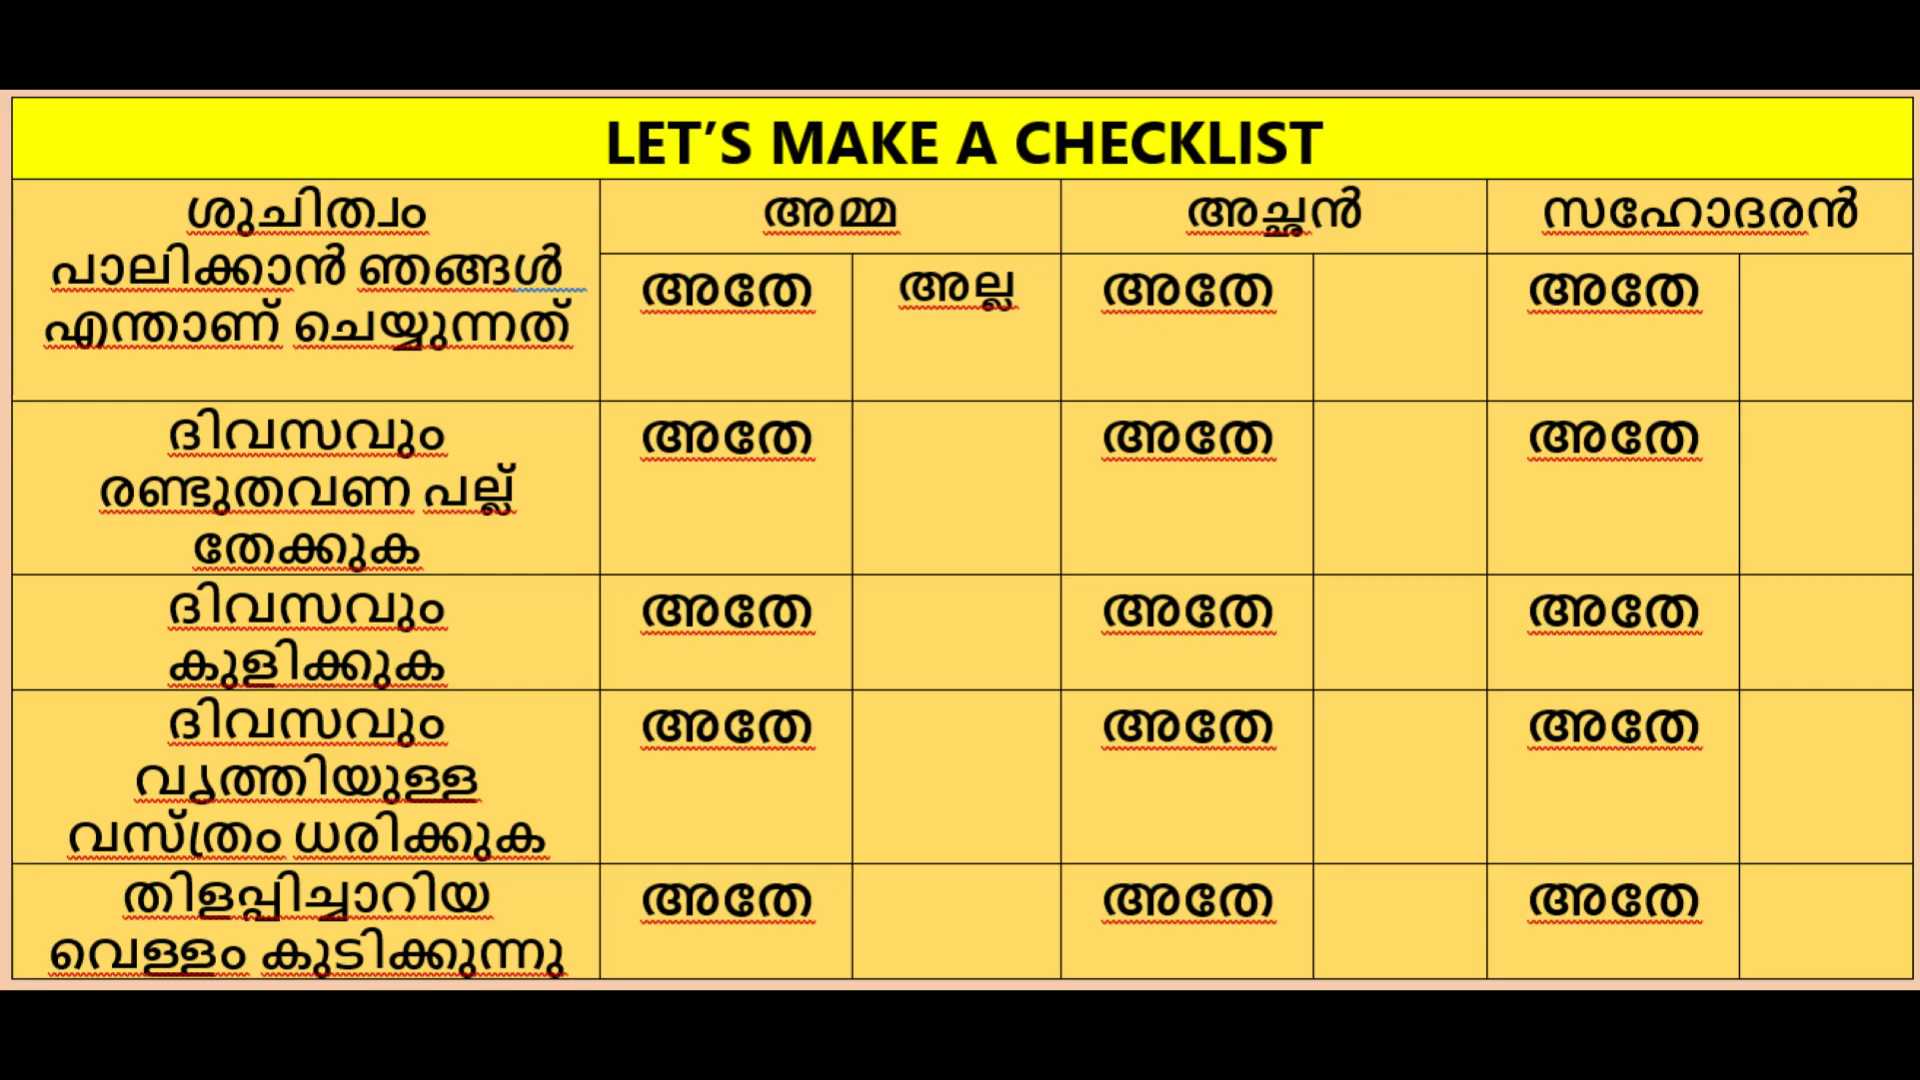 LET’S MAKE A CHECKLIST
ശുചിത്വം
പാലിക്കാൻ ഞങ്ങൾ
എന്താണ് ചെയ്യുന്നത്
അമ്മ
അച്ഛൻ
സഹോദരൻ
അതേ
അല്ല
അതേ
അതേ
ദിവസവും
രണ്ടുതവണ പല്ല്
തേക്കുക
അതേ
അതേ
അതേ
ദിവസവും
കുളിക്കുക
അതേ
അതേ
അതേ
ദിവസവും
വൃത്തിയുള്ള
വസ്ത്രം ധരിക്കുക
അതേ
അതേ
അതേ
തിളപ്പിച്ചാറിയ
വെള്ളം കുടിക്കുന്നു
അതേ
അതേ
അതേ